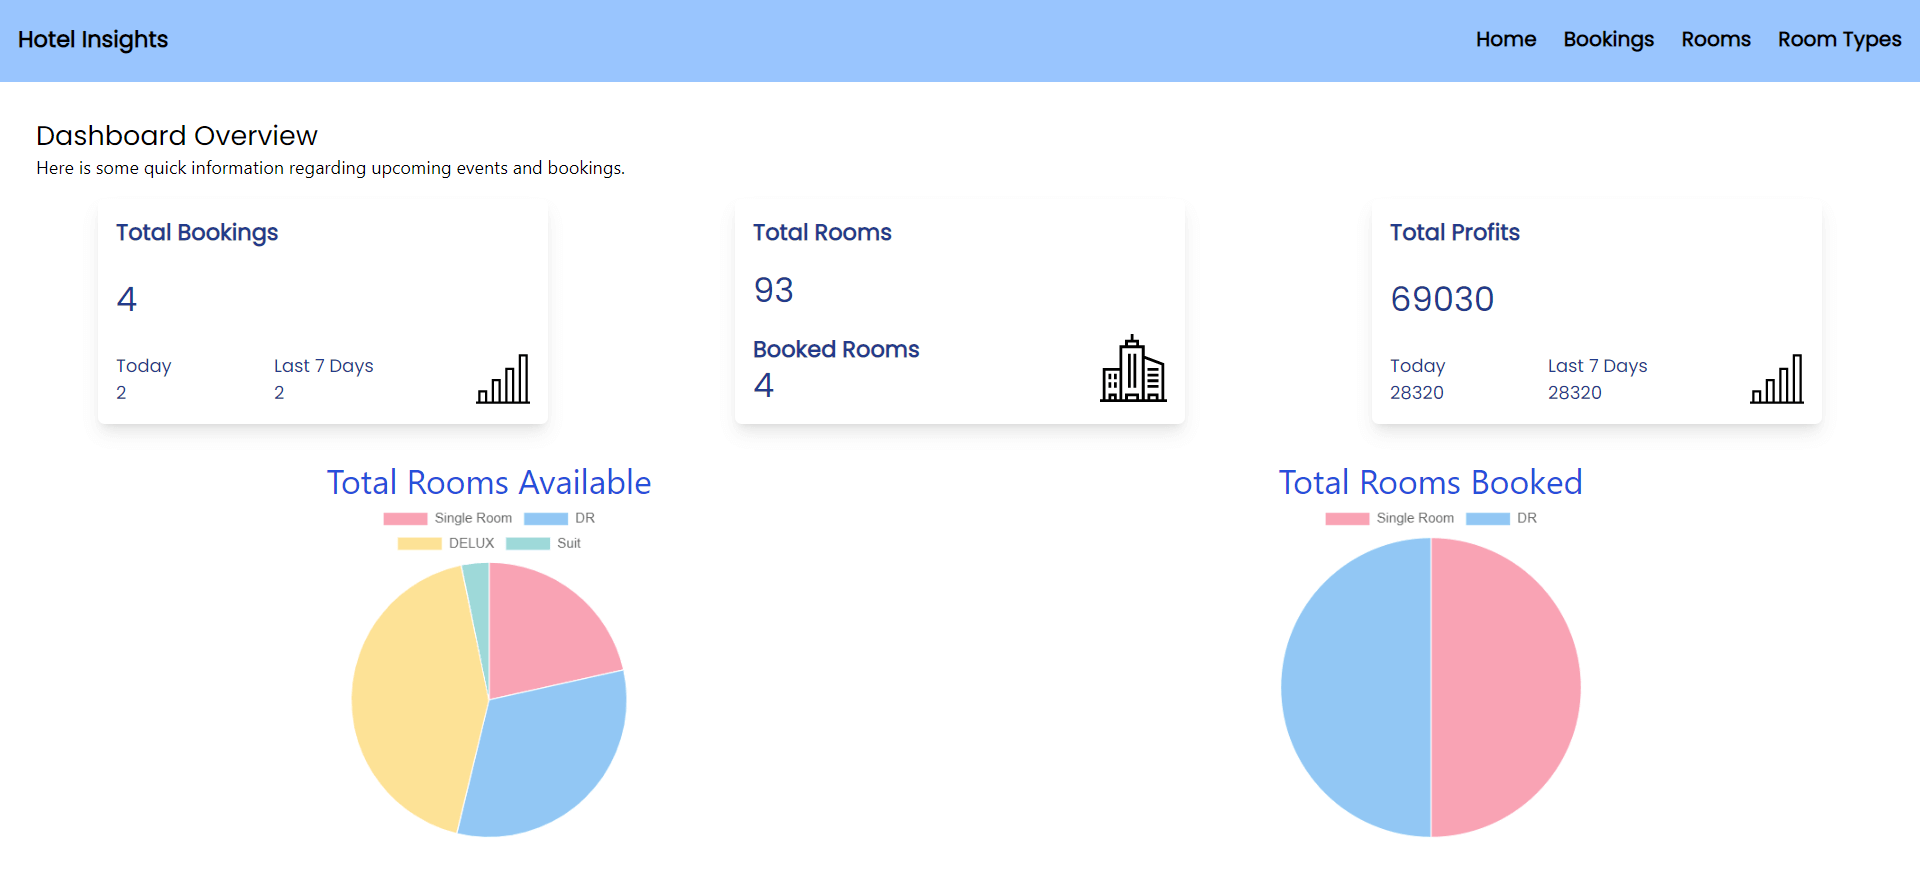 Hotel Insights
Home Bookings Rooms Room Types
Dashboard Overview
Here is some quick information regarding upcoming events and bookings.
Total Bookings
4
Today Last 7 Days
2 2
Total Rooms
93
Booked Rooms
4
Total Profits
69030
Today Last 7 Days
28320 28320
Total Rooms Available
Single Room DR
DELUX Suit
Total Rooms Booked
Single Room DR